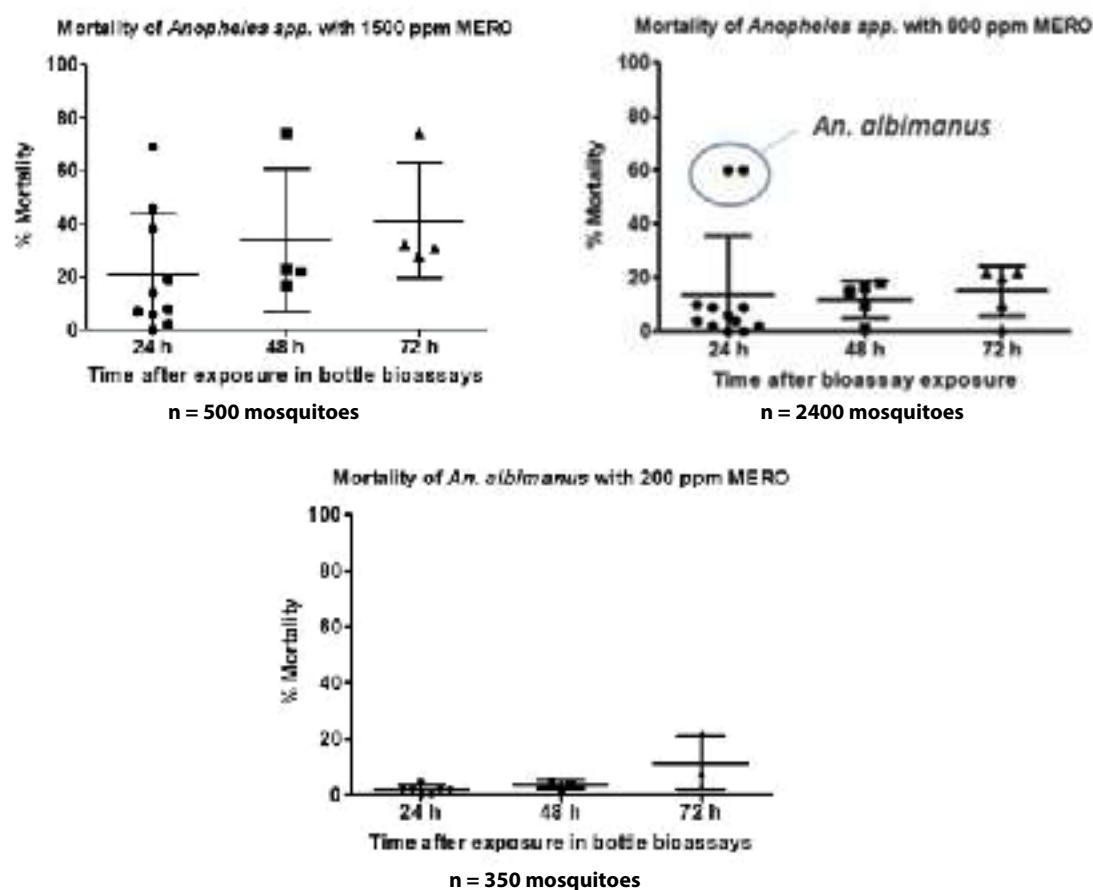 Mortality of Anopheles spp. with 1500 ppm MERO
100
80
60
40
20
0
% Mortality
24 h
48 h
72 h
Time after exposure in bottle bioassays
n = 500 mosquitoes
Mortality of Anopheles spp. with 800 ppm MERO
100
80
60
40
20
0
% Mortality
An. albimanus
24 h
48 h
72 h
Time after bioassay exposure
n = 2400 mosquitoes
Mortality of An. albimanus with 200 ppm MERO
100
80
60
40
20
0
% Mortality
24 h
48 h
72 h
Time after exposure in bottle bioassays
n = 350 mosquitoes